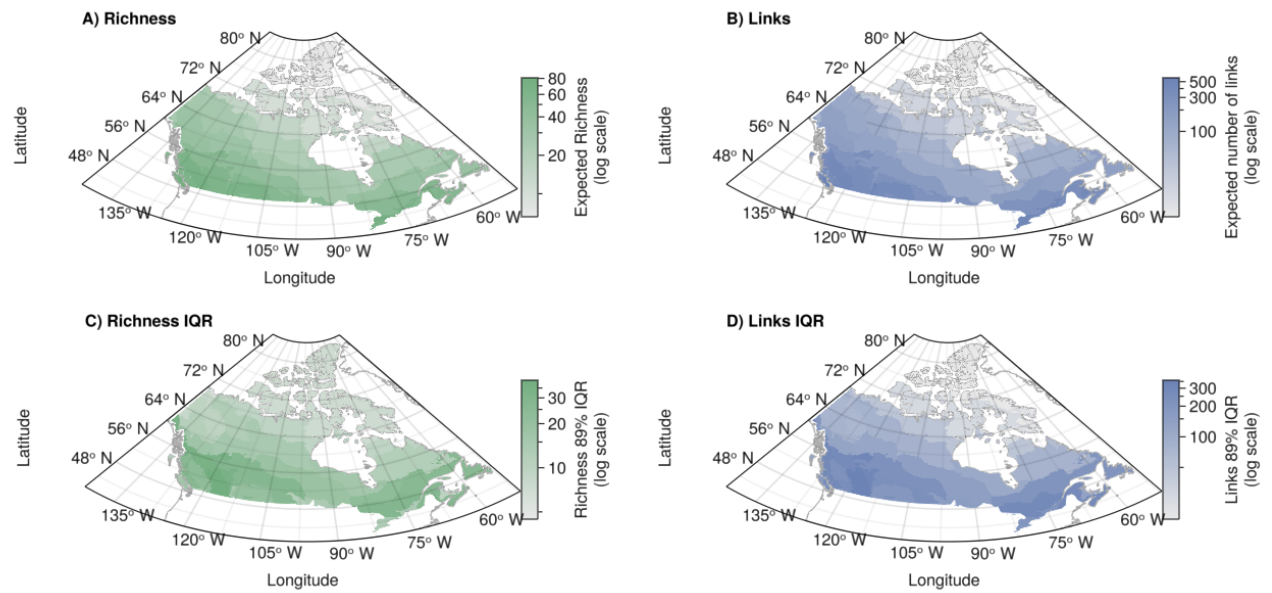 A) Richness
80° N
72° N
64° N
56° N
48° N
135° W
120° W
105° W
90° W
75° W
60° W
Latitude
Longitude
80
60
40
20
Expected Richness
(log scale)
B) Links
80° N
72° N
64° N
56° N
48° N
135° W
120° W
105° W
90° W
75° W
60° W
Latitude
Longitude
500
300
100
Expected number of links
(log scale)
C) Richness IQR
80° N
72° N
64° N
56° N
48° N
135° W
120° W
105° W
90° W
75° W
60° W
Latitude
Longitude
30
20
10
Richness 89% IQR
(log scale)
D) Links IQR
80° N
72° N
64° N
56° N
48° N
135° W
120° W
105° W
90° W
75° W
60° W
Latitude
Longitude
300
200
100
Links 89% IQR
(log scale)